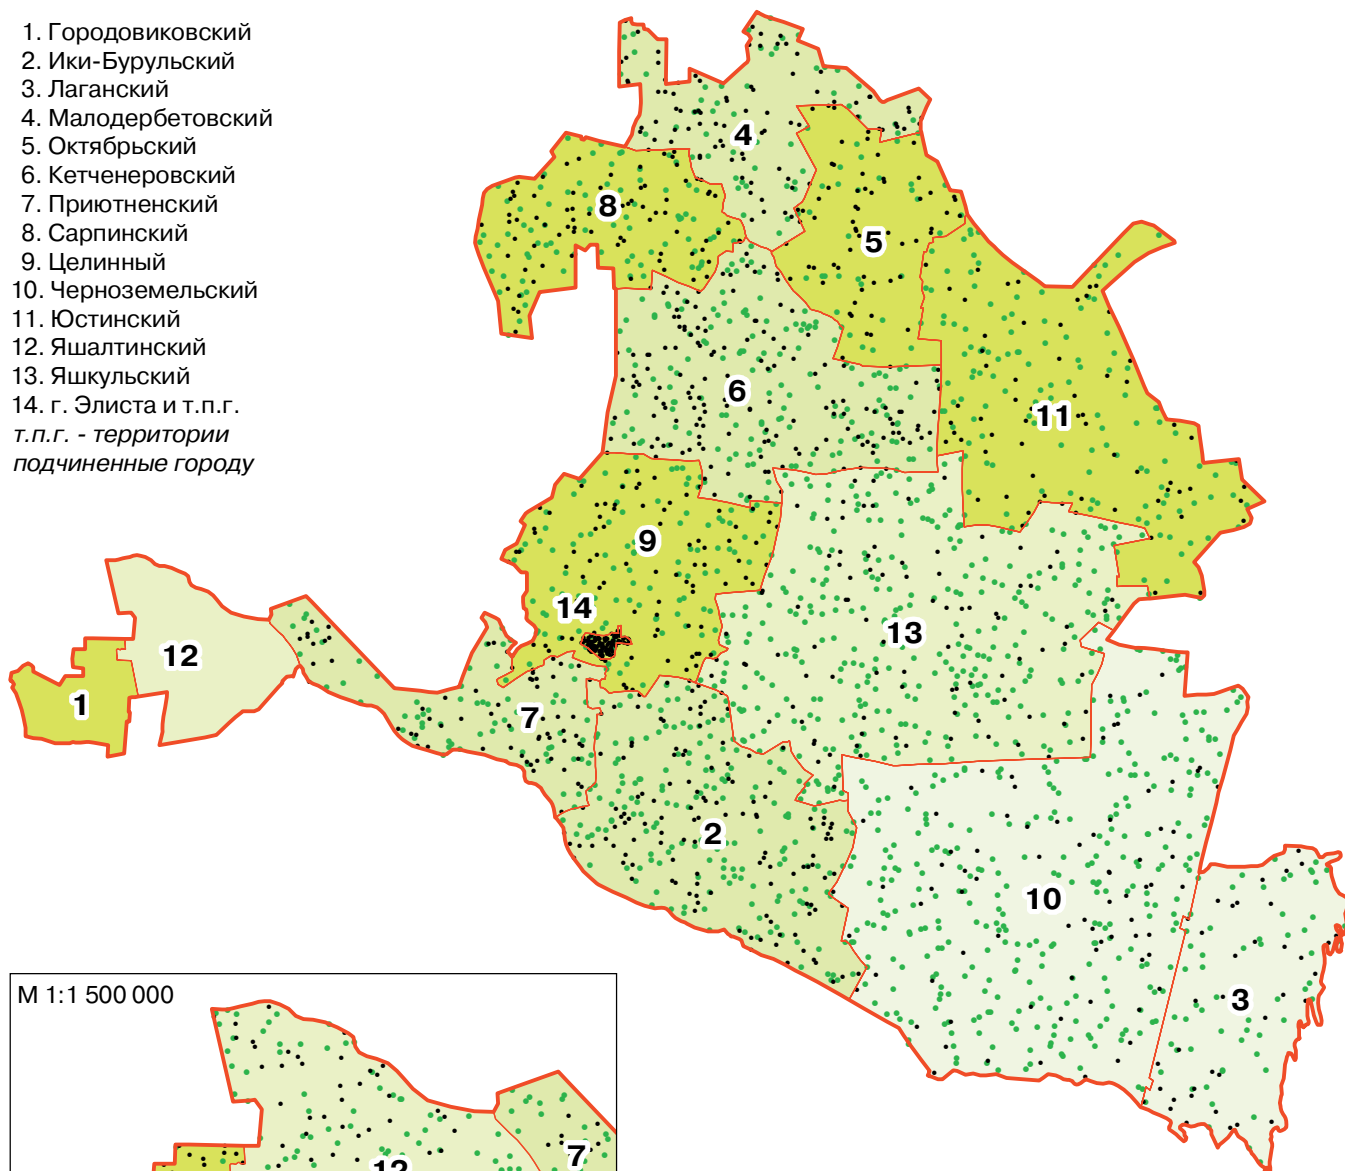 1. Городовиковский
2. Ики-Бурульский
3. Лаганский
4. Малодербетовский
5. Октябрьский
6. Кетченеровский
7. Приютненский
8. Сарпинский
9. Целинный
10. Черноземельский
11. Юстинский
12. Яшалтинский
13. Яшкульский
14. г. Элиста и т.п.г.
т.п.г. - территории
подчиненные городу
4
8
5
6
11
9
14
13
12
1
7
2
10
3
М 1:1 500 000
7
12